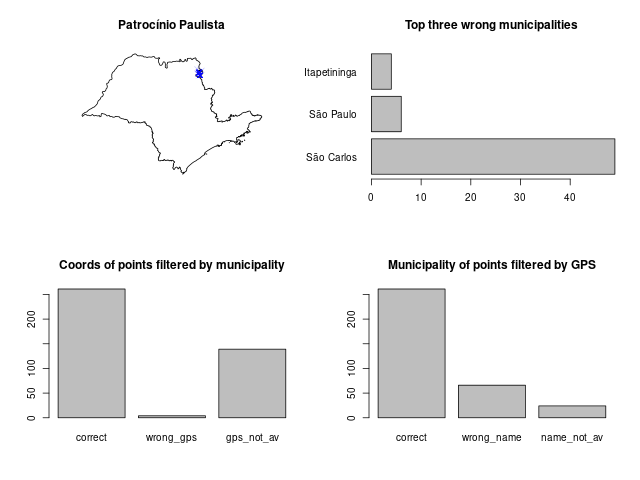 Patrocínio Paulista
Top three wrong municipalities
Itapetininga
São Paulo
São Carlos
0 10 20 30 40
Coords of points filtered by municipality
200
100
50
0
correct wrong_gps gps_not_av
Municipality of points filtered by GPS
200
100
50
0
correct wrong_name name_not_av